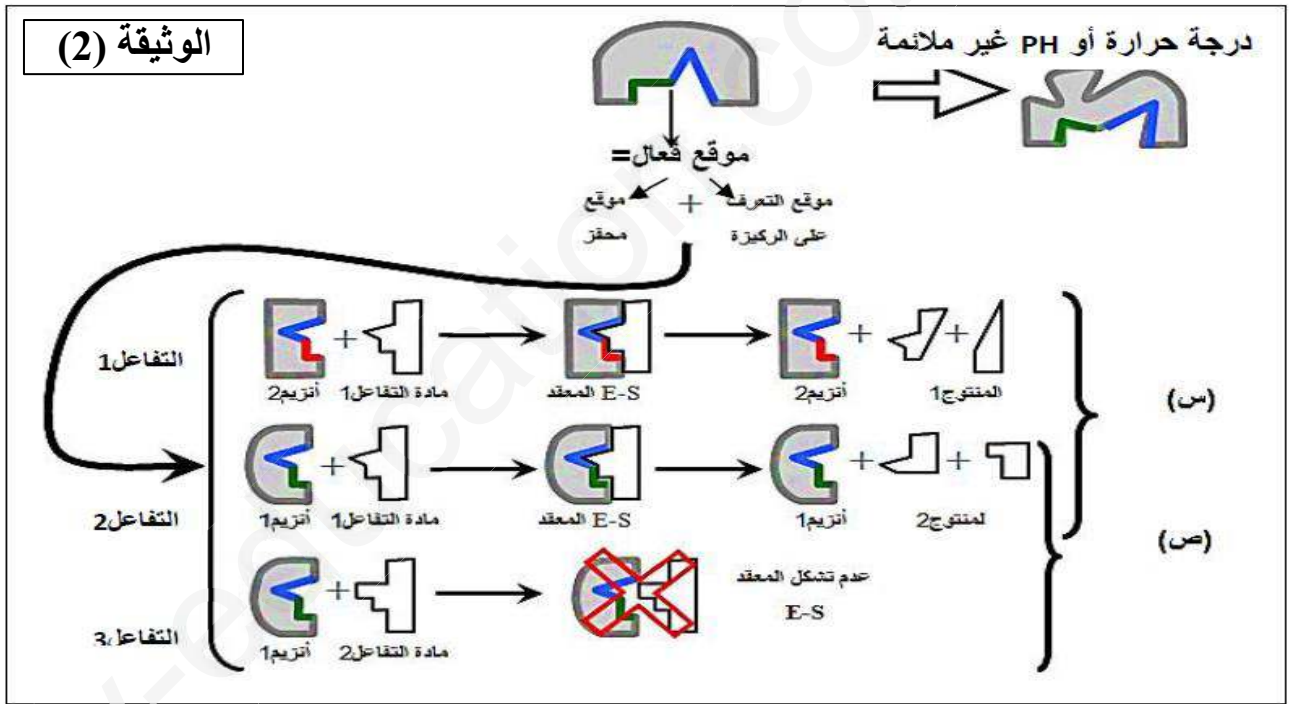 الوثيقة (2)
درجة حرارة أو PH غير ملائمة
موقع فعال=
موقع التعرف + موقع
على الركيزة محفز
التفاعل1
+
+ +
أنزيم2 مادة التفاعل1 المعقد E-S أنزيم2 المنتوج1
(س)
التفاعل2
+
+ +
أنزيم1 مادة التفاعل1 المعقد E-S أنزيم1 لمنتوج2
(ص)
التفاعل3
+
أنزيم1 مادة التفاعل2
عدم تشكل المعقد
E-S